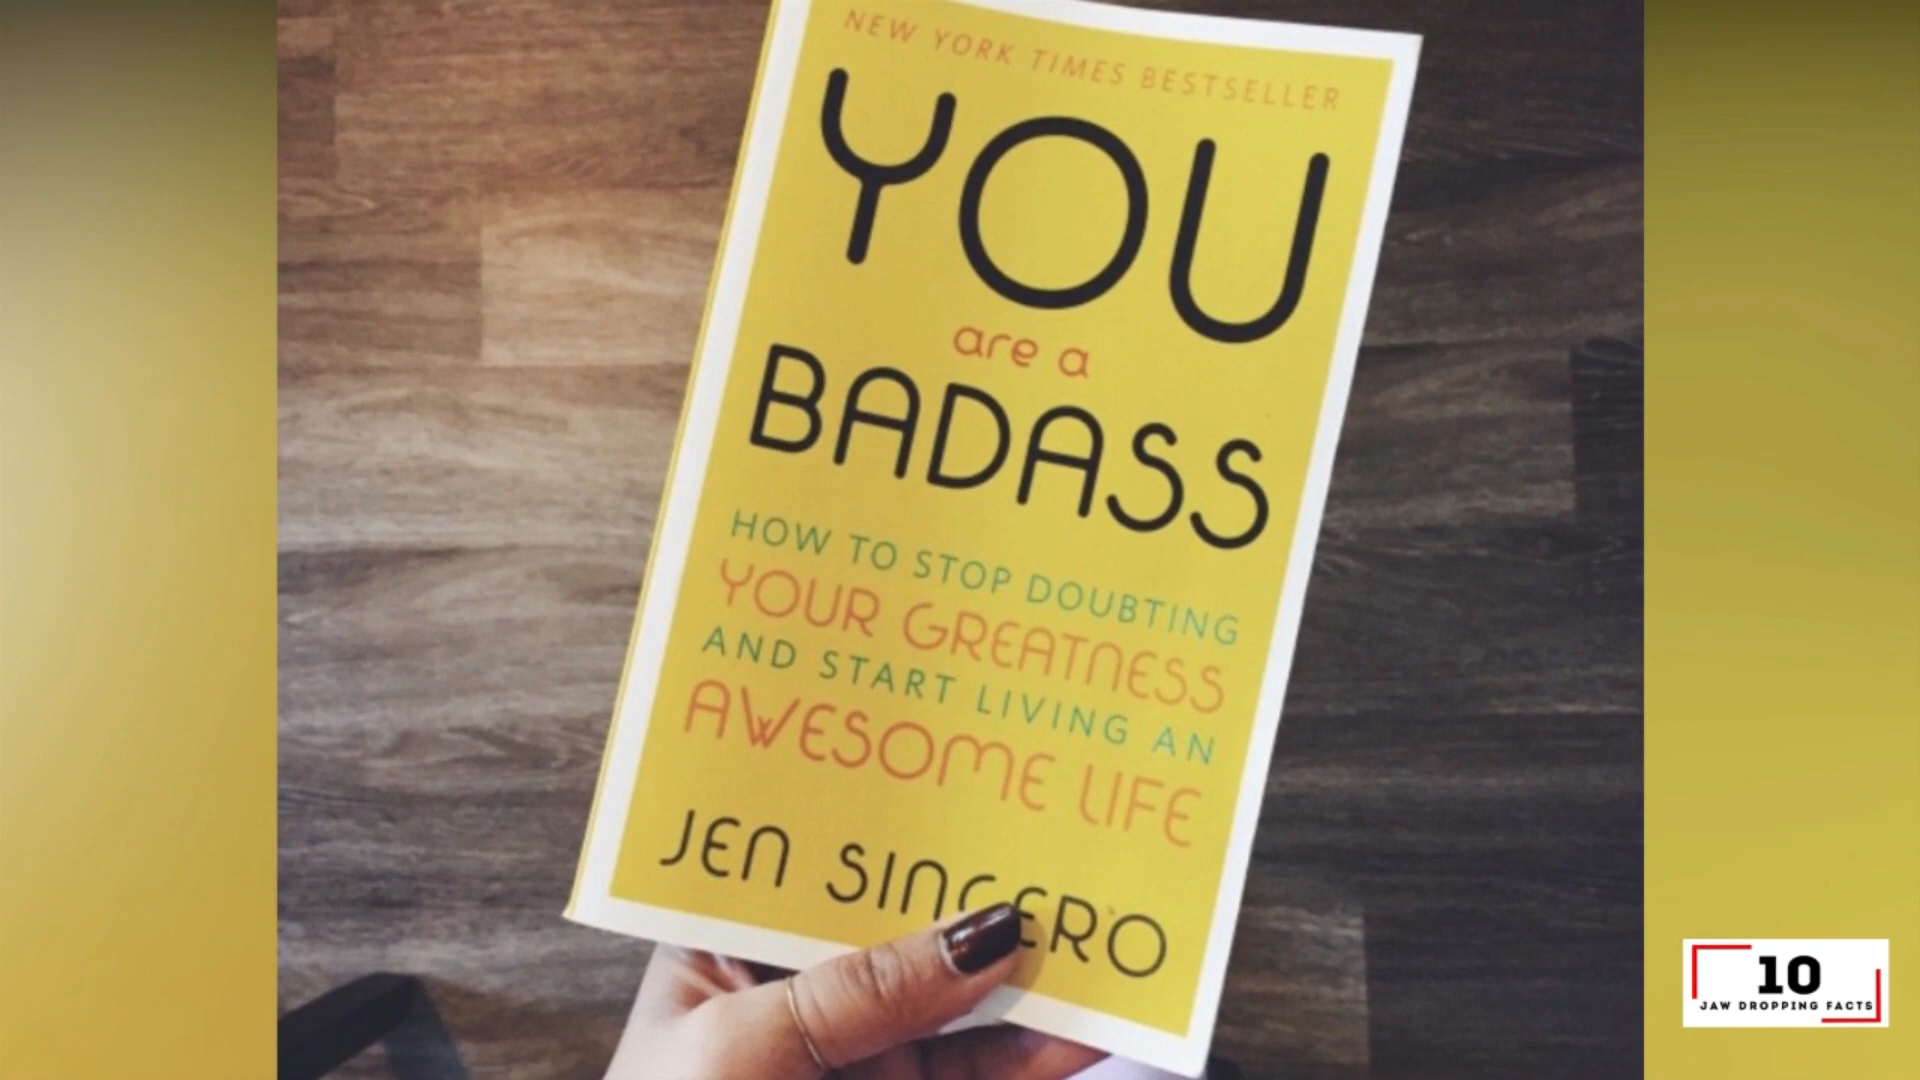 NEW YORK TIMES BESTSELLER
YOU
are a
BADASS
HOW TO STOP DOUBTING
YOUR GREATNESS
AND START LIVING AN
AWESOME LIFE
JEN SINCERO
10
JAW DROPPING FACTS